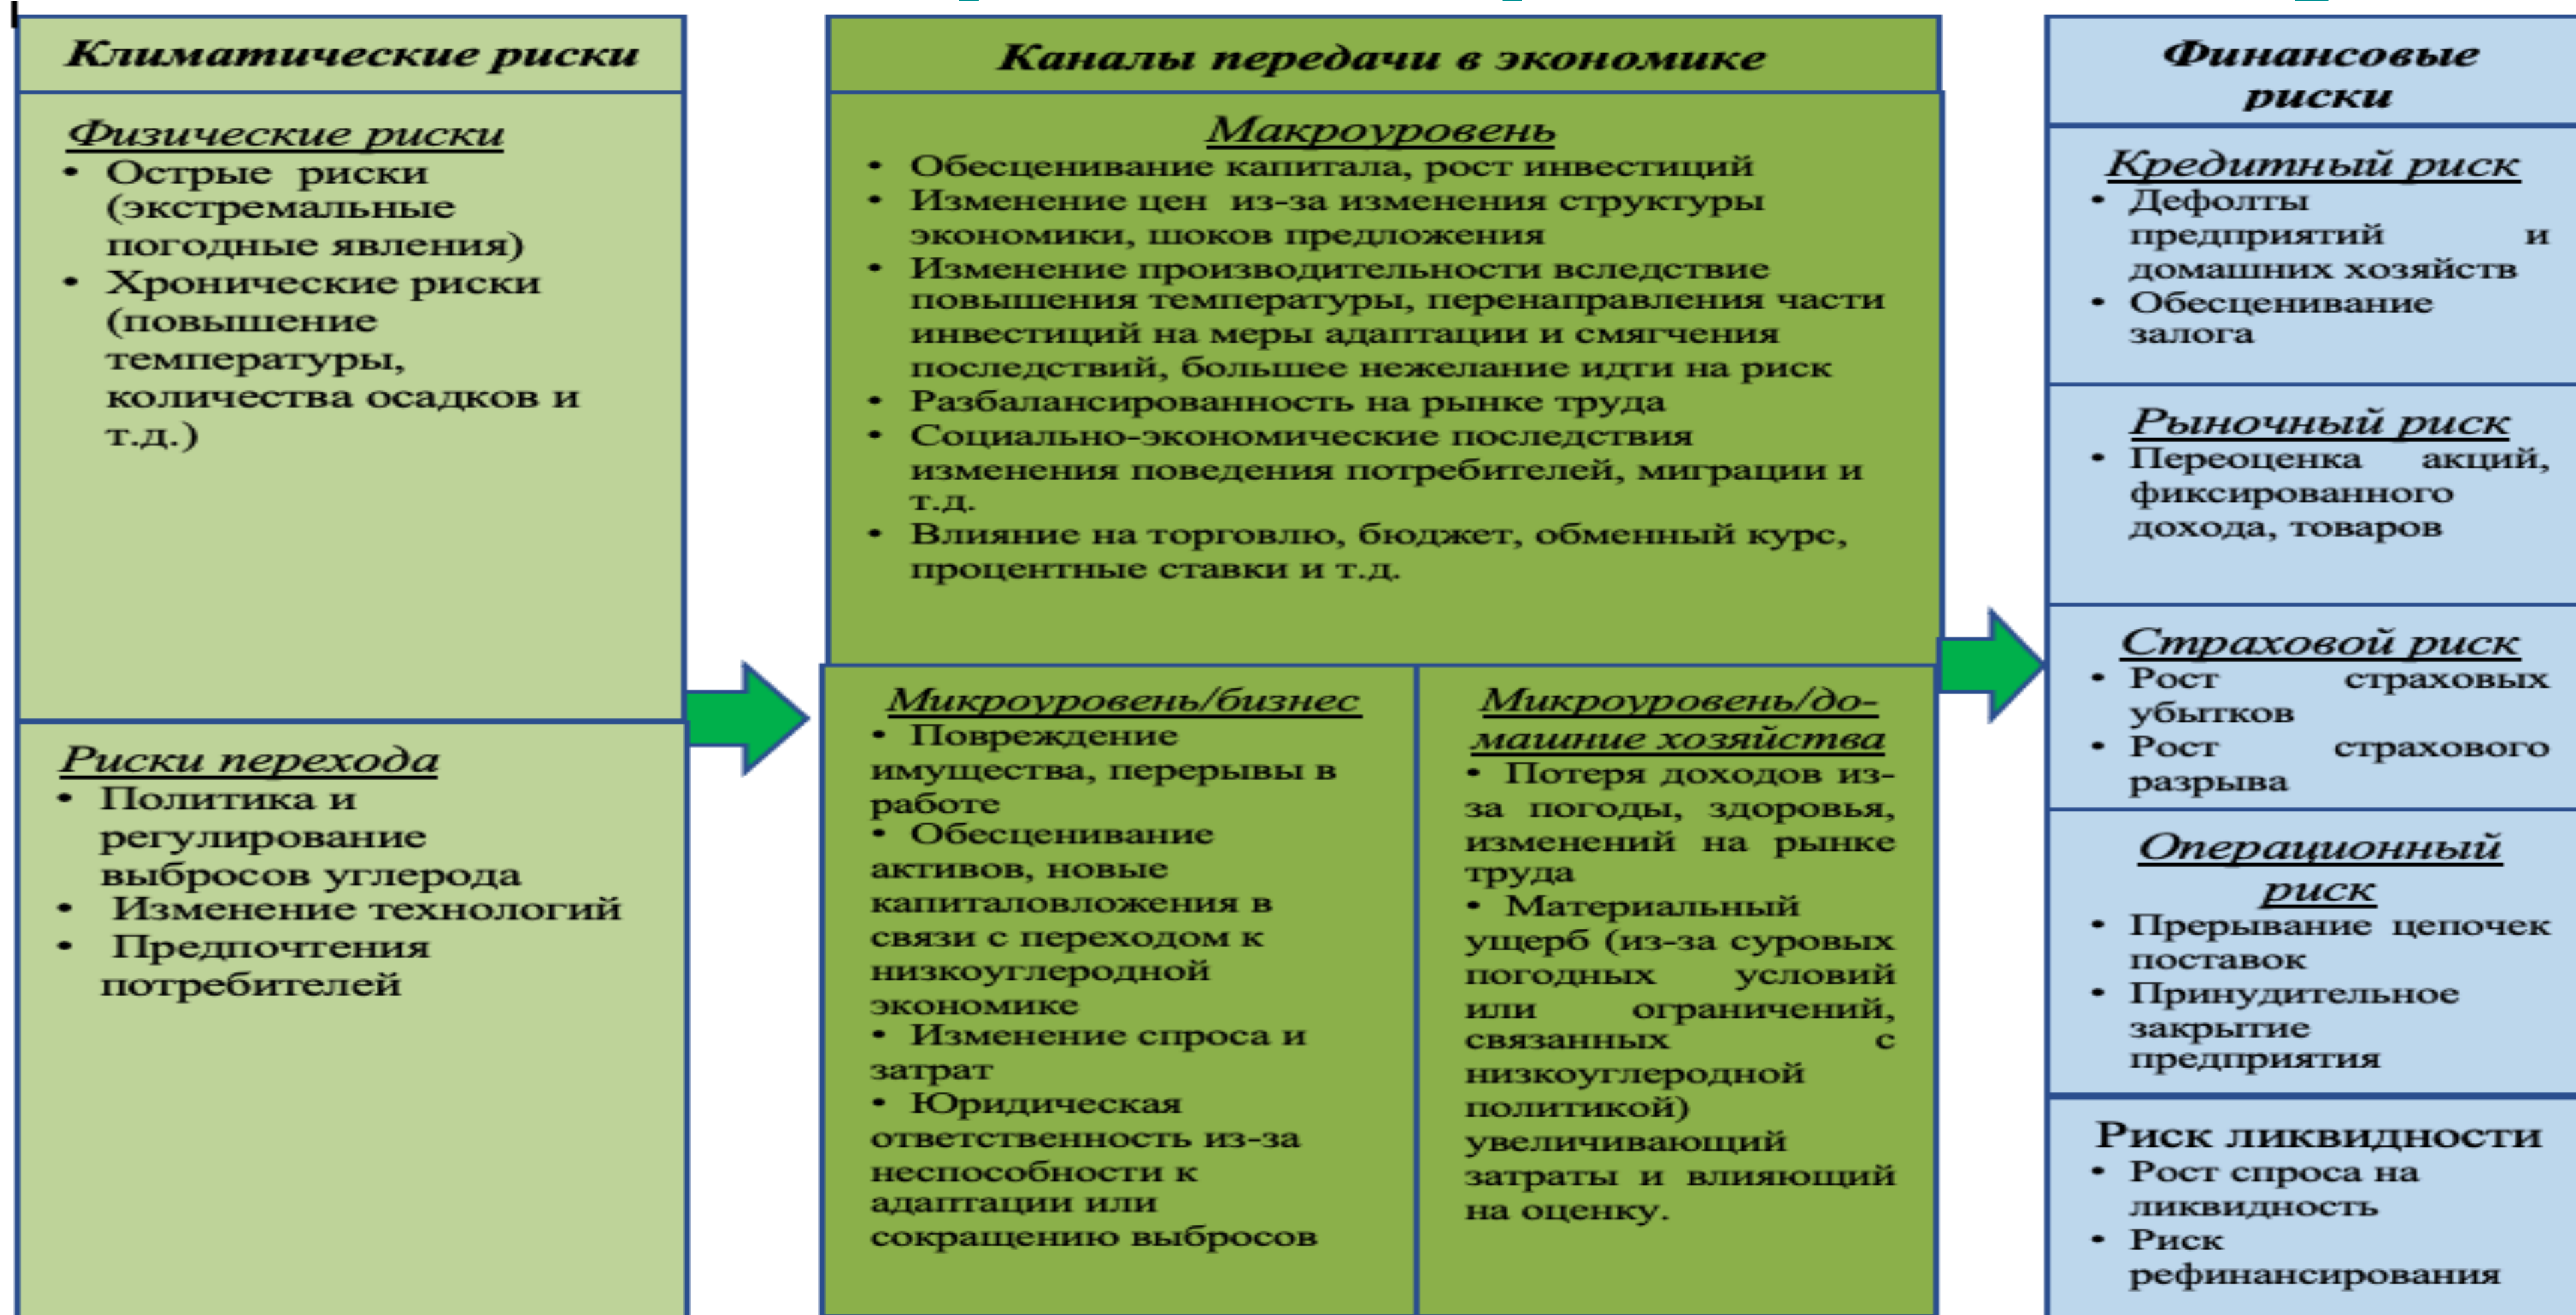 Климатические риски
Физические риски
• Острые риски
(экстремальные
погодные явления)
• Хронические риски
(повышение
температуры,
количества осадков и
т.д.)
Риски перехода
• Политика и
регулирование
выбросов углерода
• Изменение технологий
• Предпочтения
потребителей
Каналы передачи в экономике
Макроуровень
• Обесценивание капитала, рост инвестиций
• Изменение цен из-за изменения структуры
экономики, шоков предложения
• Изменение производительности вследствие
повышения температуры, перенаправления части
инвестиций на меры адаптации и смягчения
последствий, большее нежелание идти на риск
• Разбалансированность на рынке труда
• Социально-экономические последствия
изменения поведения потребителей, миграции и
т.д.
• Влияние на торговлю, бюджет, обменный курс,
процентные ставки и т.д.
Микроуровень/бизнес
• Повреждение
имущества, перерывы в
работе
• Обесценивание
активов, новые
капиталовложения в
связи с переходом к
низкоуглеродной
экономике
• Изменение спроса и
затрат
• Юридическая
ответственность из-за
неспособности к
адаптации или
сокращению выбросов
Микроуровень/до-
машние хозяйства
• Потеря доходов из-
за погоды, здоровья,
изменений на рынке
труда
• Материальный
ущерб (из-за суровых
погодных условий
или ограничений,
связанных с
низкоуглеродной
политикой)
увеличивающий
затраты и влияющий
на оценку.
Финансовые
риски
Кредитный риск
• Дефолты
предприятий и
домашних хозяйств
• Обесценивание
залога
Рыночный риск
• Переоценка акций,
фиксированного
дохода, товаров
Страховой риск
• Рост страховых
убытков
• Рост страхового
разрыва
Операционный
риск
• Прерывание цепочек
поставок
• Принудительное
закрытие
предприятия
Риск ликвидности
• Рост спроса на
ликвидность
• Риск
рефинансирования